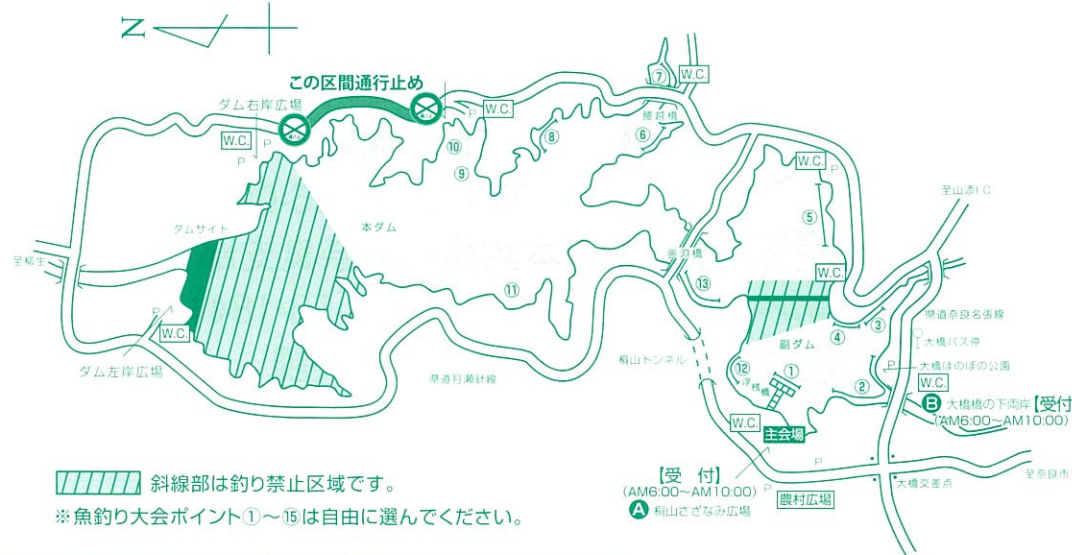 N
この区間通行止め
ダム右岸広場
W.C.
P
W.C.
P
⑦
W.C.
勝越橋
⑩
⑧
⑥
⑨
W.C.
P
至山添I.C
⑤
ダムサイト
本ダム
至柳生
釜淵橋
W.C.
⑪
⑬
県道奈良名張線
P
W.C.
③
④
大橋バス停
副ダム
P
大橋ほのぼの公園
ダム左岸広場
県道月瀬針線
桐山トンネル
⑫
①
②
W.C.
浮桟橋
B 大橋橋の下両岸【受付】
(AM6:00～AM10:00)
W.C.
主会場
斜線部は釣り禁止区域です。
【受 付】
(AM6:00～AM10:00)
P
P
至奈良市
A 桐山さざなみ広場
農村広場
大橋交差点
※魚釣り大会ポイント①～⑮は自由に選んでください。